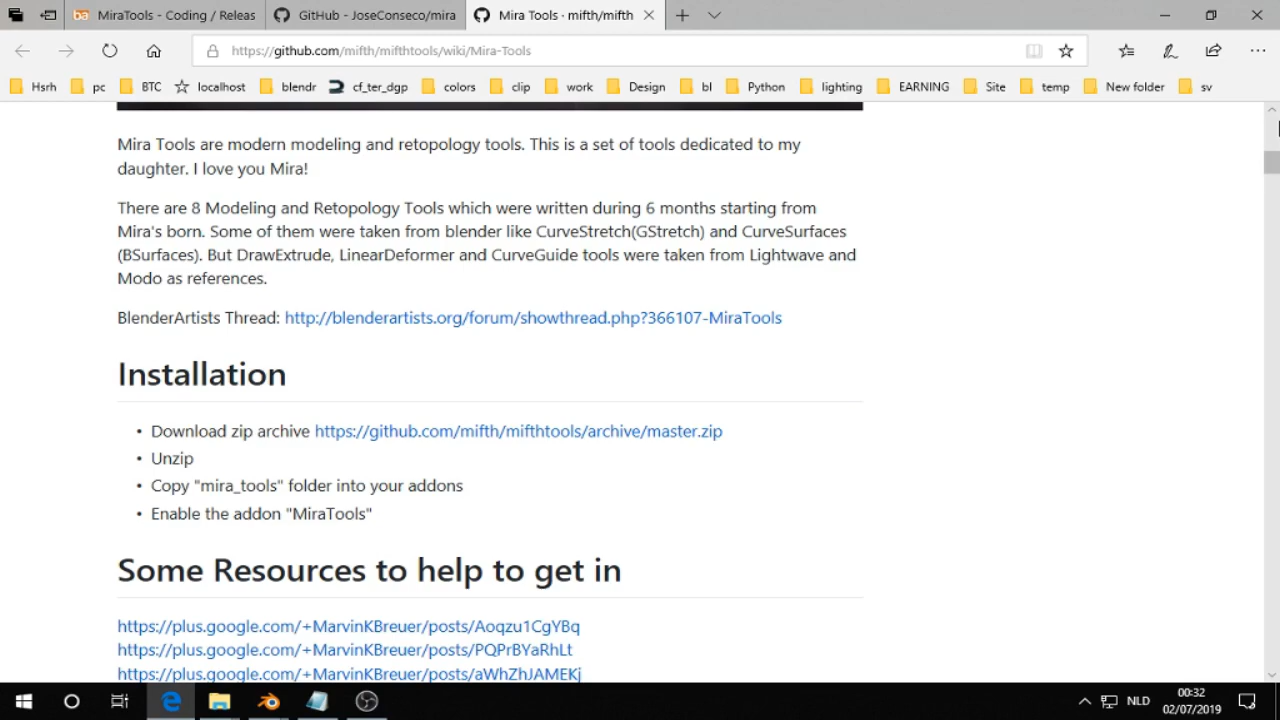 MiraTools - Coding / Releas
GitHub - JoseConseco/mira
Mira Tools · mifth/mifth
https://github.com/mifth/mifthtools/wiki/Mira-Tools
Hsrh pc BTC localhost blendr cf_ter_dgp colors clip work Design bl Python lighting EARNING Site temp New folder sv
Mira Tools are modern modeling and retopology tools. This is a set of tools dedicated to my
daughter. I love you Mira!
There are 8 Modeling and Retopology Tools which were written during 6 months starting from
Mira's born. Some of them were taken from blender like CurveStretch(GStretch) and CurveSurfaces
(BSurfaces). But DrawExtrude, LinearDeformer and CurveGuide tools were taken from Lightwave and
Modo as references.
BlenderArtists Thread: http://blenderartists.org/forum/showthread.php?366107-MiraTools
Installation
• Download zip archive https://github.com/mifth/mifthtools/archive/master.zip
• Unzip
• Copy "mira_tools" folder into your addons
• Enable the addon "MiraTools"
Some Resources to help to get in
https://plus.google.com/+MarvinKBreuer/posts/Aoqzu1CgYBq
https://plus.google.com/+MarvinKBreuer/posts/PQPrBYaRhLt
https://plus.google.com/+MarvinKBreuer/posts/aWhZhJAMEKj
NLD
00:32
02/07/2019